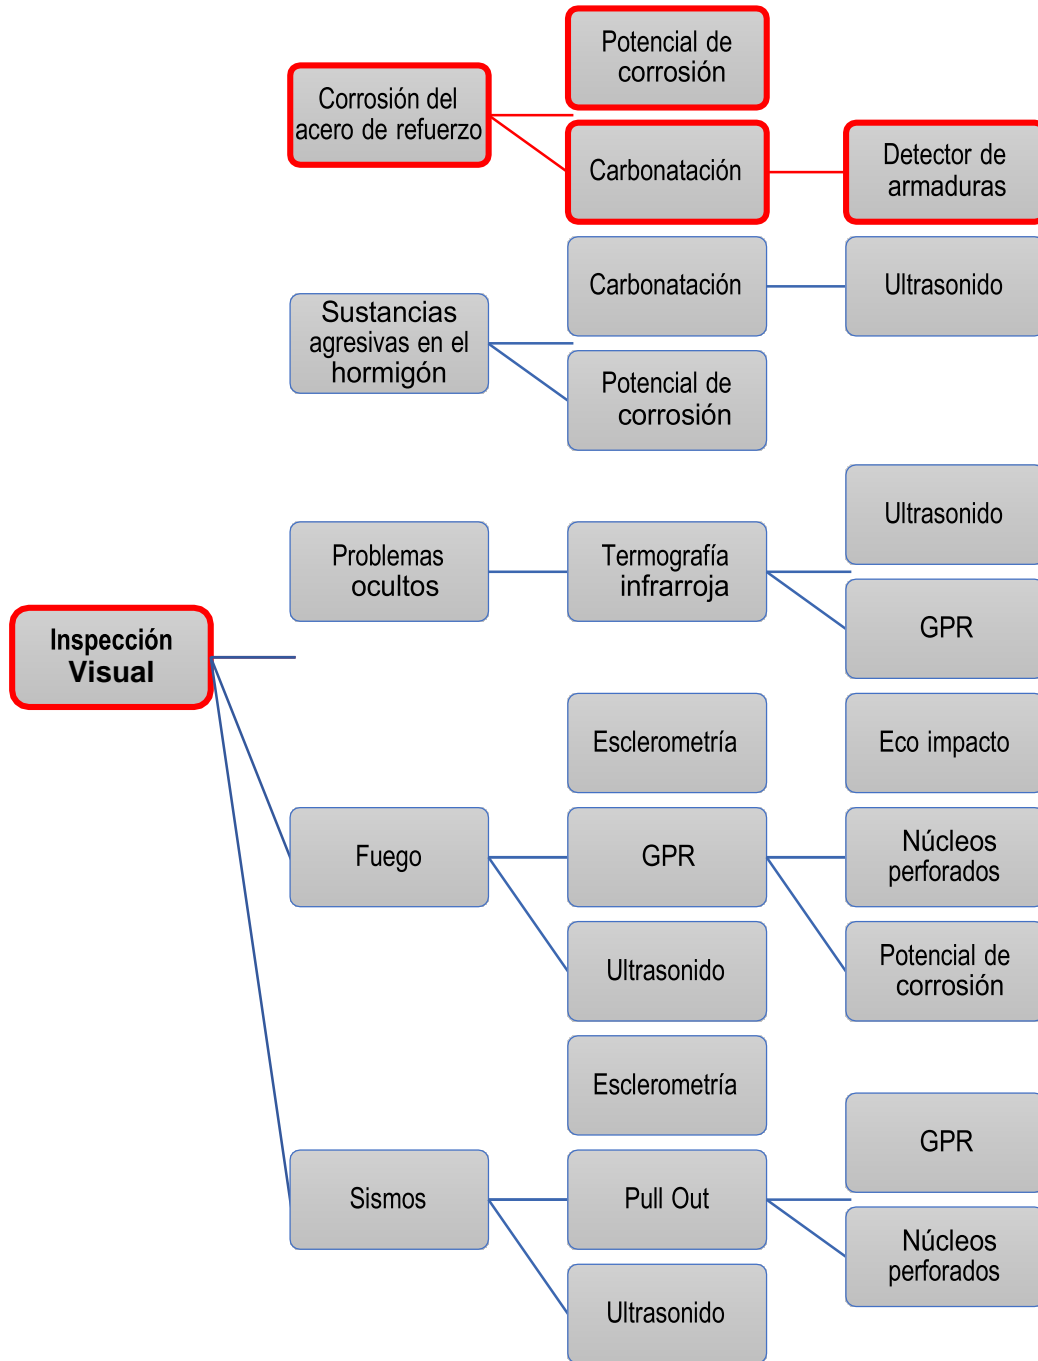 Potencial de
corrosión
Corrosión del
acero de refuerzo
Carbonatación
Detector de
armaduras
Carbonatación
Ultrasonido
Sustancias
agresivas en el
hormigón
Potencial de
corrosión
Ultrasonido
Problemas
ocultos
Termografía
infrarroja
GPR
Inspección
Visual
Esclerometría
Eco impacto
Fuego
GPR
Núcleos
perforados
Ultrasonido
Potencial de
corrosión
Esclerometría
GPR
Sismos
Pull Out
Núcleos
perforados
Ultrasonido